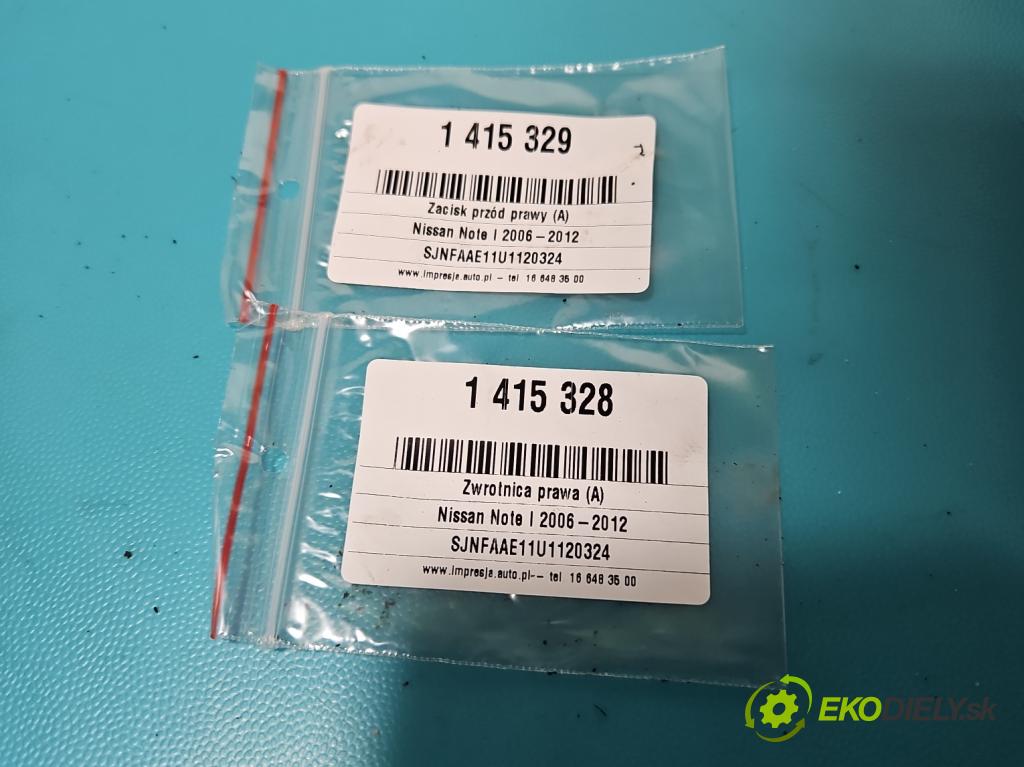 1 415 329
Zacisk przód prawy (A)
Nissan Note I 2006-2012
SJNFAAE11U1120324
www.impresja.auto.pl - tel 16 648 35 00
1 415 328
Zwrotnica prawa (A)
Nissan Note I 2006-2012
SJNFAAE11U1120324
www.impresja.auto.pl-- tel 16 648 35 00
EKODIELY.sk